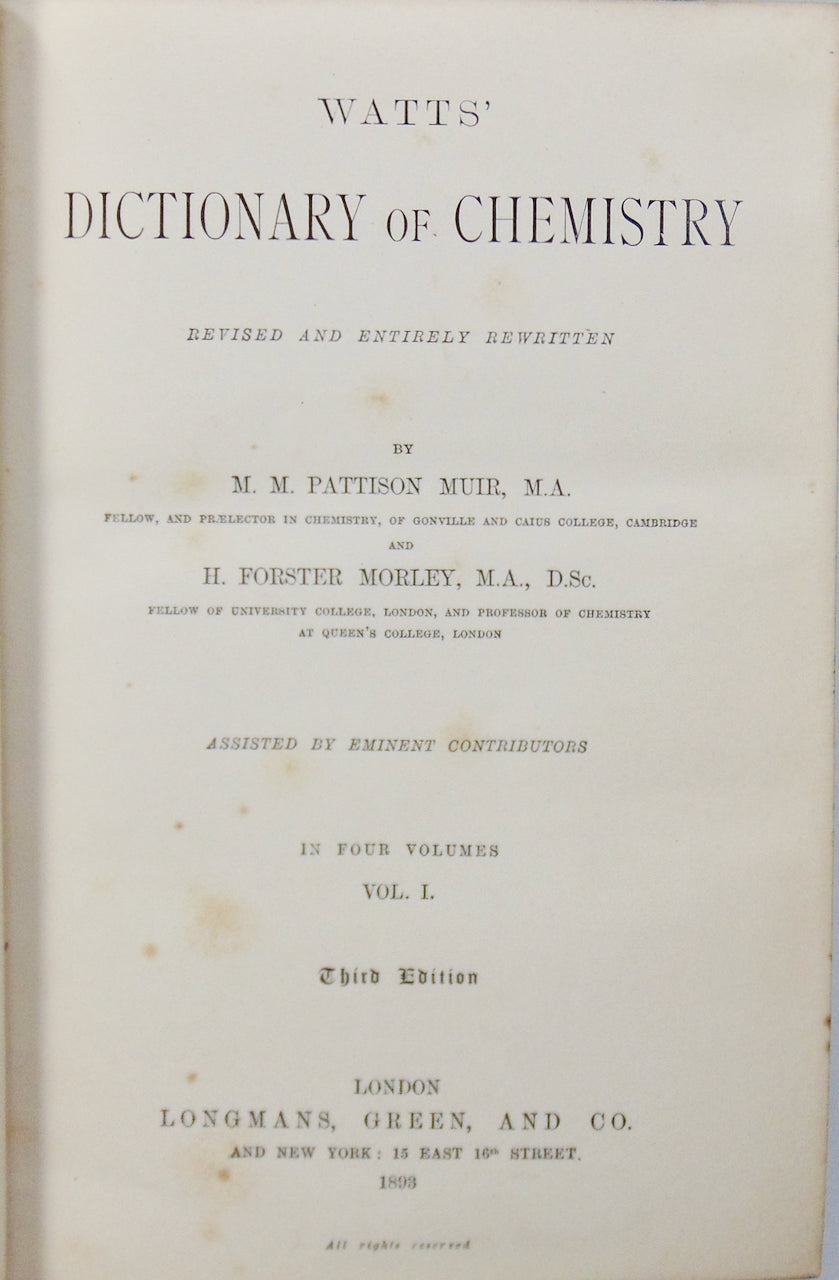 WATTS'
DICTIONARY OF CHEMISTRY
REVISED AND ENTIRELY REWRITTEN
BY
M. M. PATTISON MUIR, M.A.
FELLOW, AND PRÆLECTOR IN CHEMISTRY, OF GONVILLE AND CAIUS COLLEGE, CAMBRIDGE
AND
H. FORSTER MORLEY, M.A., D.Sc.
FELLOW OF UNIVERSITY COLLEGE, LONDON, AND PROFESSOR OF CHEMISTRY
AT QUEEN'S COLLEGE, LONDON
ASSISTED BY EMINENT CONTRIBUTORS
IN FOUR VOLUMES
VOL. I.
Third Edition
LONDON
LONGMANS, GREEN, AND CO.
AND NEW YORK: 15 EAST 16th STREET.
1893
All rights reserved